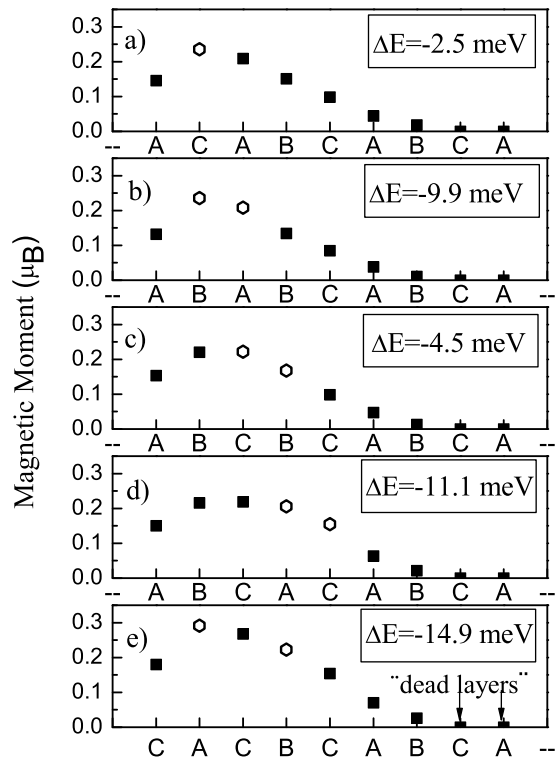 Magnetic Moment (μB)
a)
ΔE=-2.5 meV
0.3
0.2
0.1
0.0
-- A C A B C A B C A --
b)
ΔE=-9.9 meV
0.3
0.2
0.1
0.0
-- A B A B C A B C A --
c)
ΔE=-4.5 meV
0.3
0.2
0.1
0.0
-- A B C B C A B C A --
d)
ΔE=-11.1 meV
0.3
0.2
0.1
0.0
-- A B C A C A B C A --
e)
ΔE=-14.9 meV
0.3
¨dead layers¨
0.2
0.1
0.0
C A C B C A B C A --